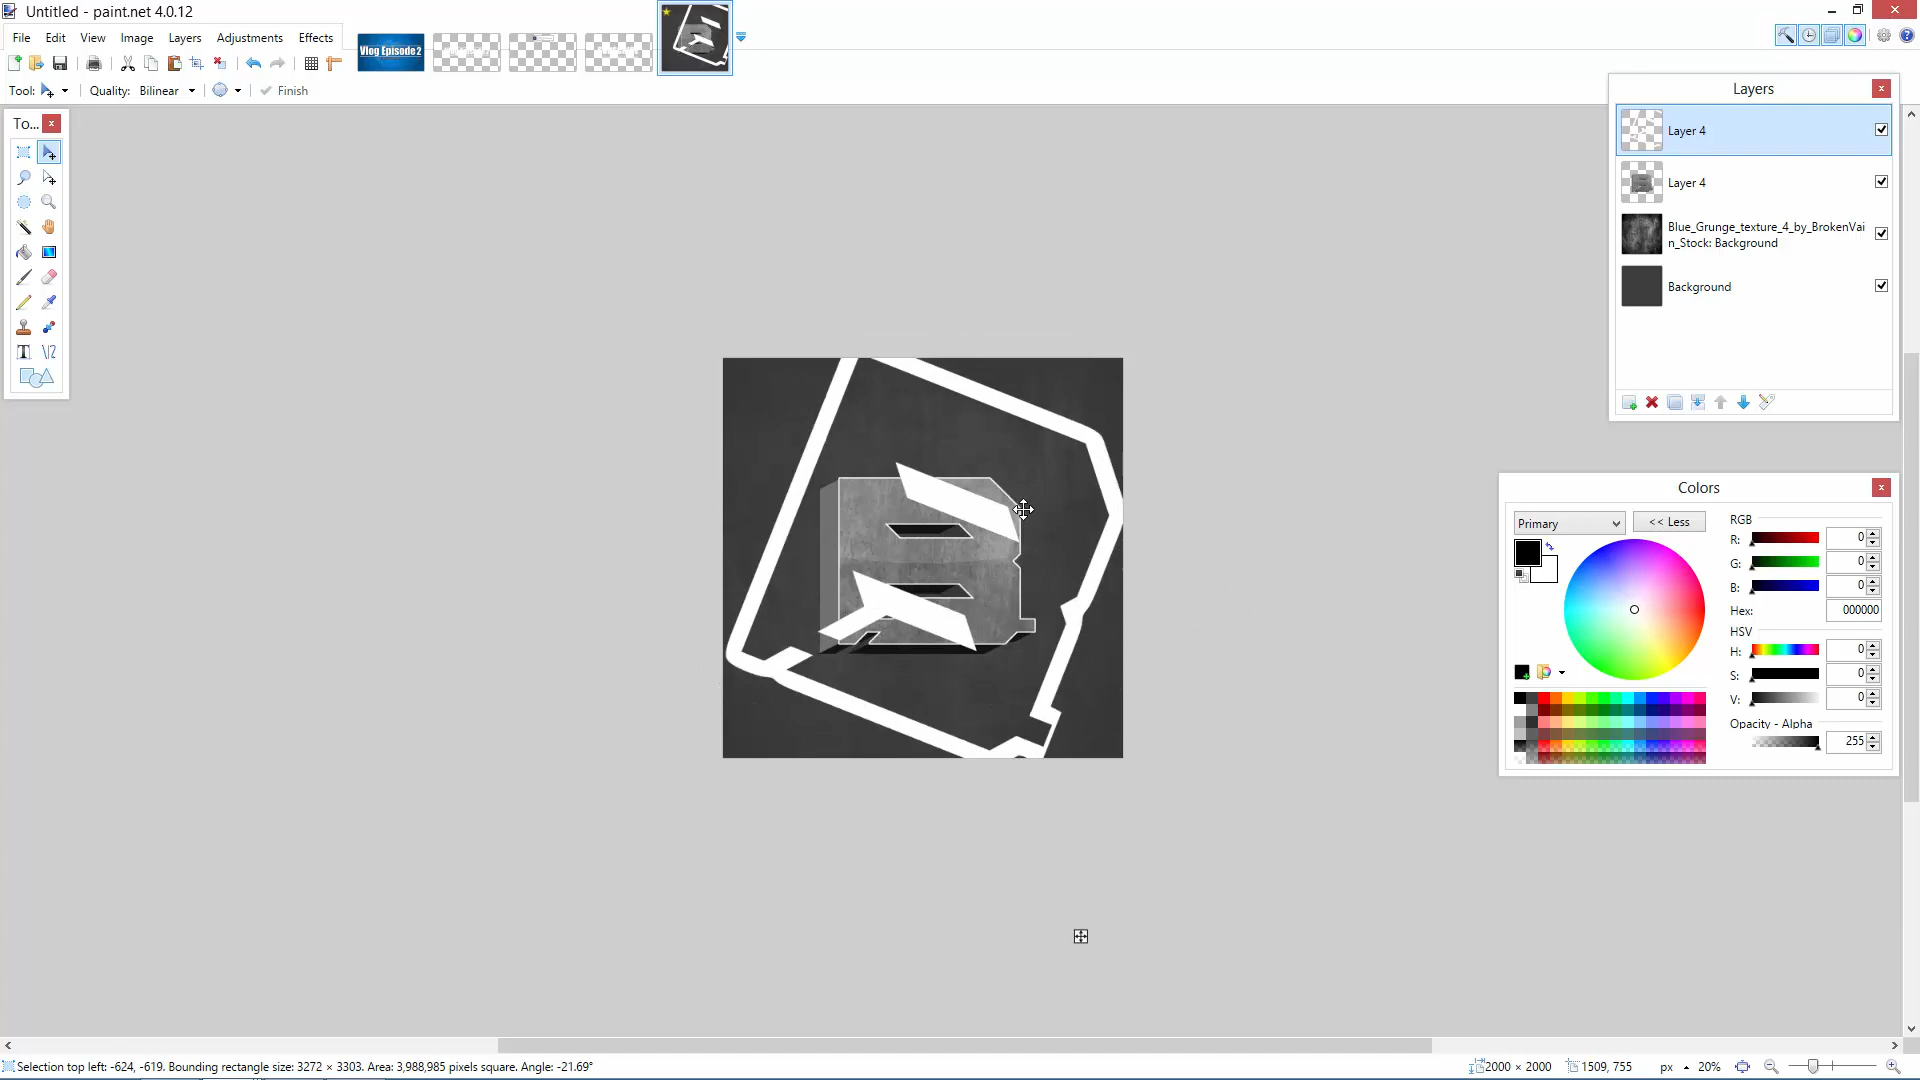 Untitled - paint.net 4.0.12
File Edit View Image Layers Adjustments Effects
Vlog Episode2
Tool: Quality: Bilinear Finish
To...
Layers
Layer 4
Layer 4
Blue_Grunge_texture_4_by_BrokenVai
n_Stock: Background
Background
Colors
Primary << Less
RGB
R: 0
G: 0
B: 0
Hex: 000000
HSV
H: 0
S: 0
V: 0
Opacity - Alpha
255
Selection top left: -624, -619. Bounding rectangle size: 3272 × 3303. Area: 3,988,985 pixels square. Angle: -21.69° 2000 × 2000 1509, 755 px 20%